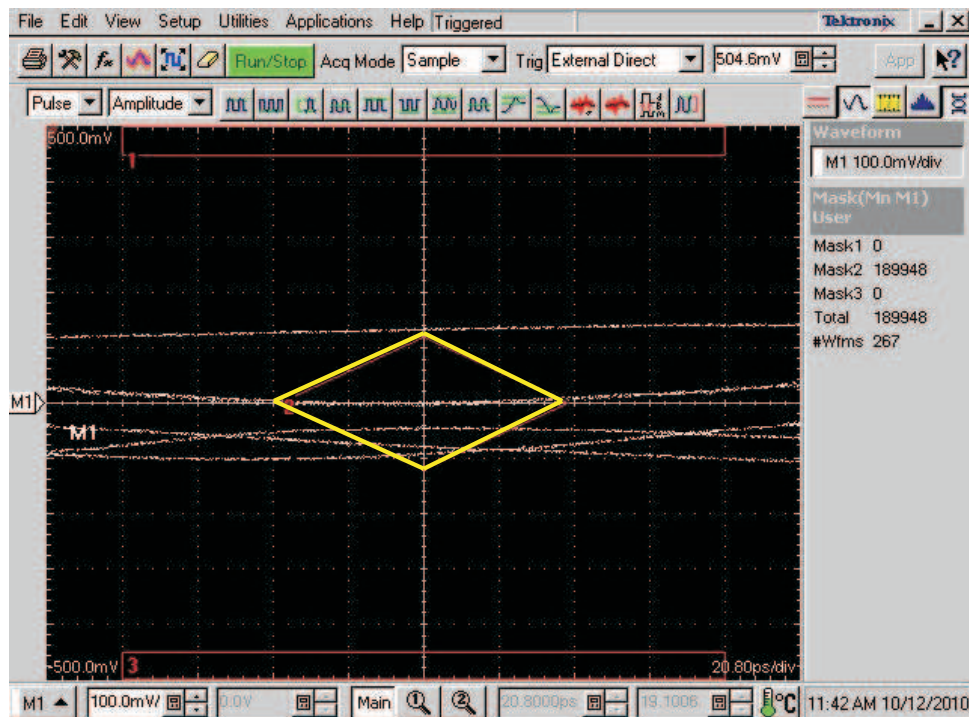 File Edit View Setup Utilities Applications Help Triggered Tektronix
Run/Stop Acq Mode Sample Trig External Direct 504.6mV App
Pulse Amplitude
500.0mV
1
Waveform
M1 100.0mV/div
Mask(Mn M1)
User
Mask1 0
Mask2 189948
Mask3 0
Total 189948
#Wfms 267
M1
2
M1
-500.0mV 3 20.80ps/div
M1 100.0mV/ 0.0V Main 1 2 20.8000ps 19.1006 °C 11:42 AM 10/12/2010